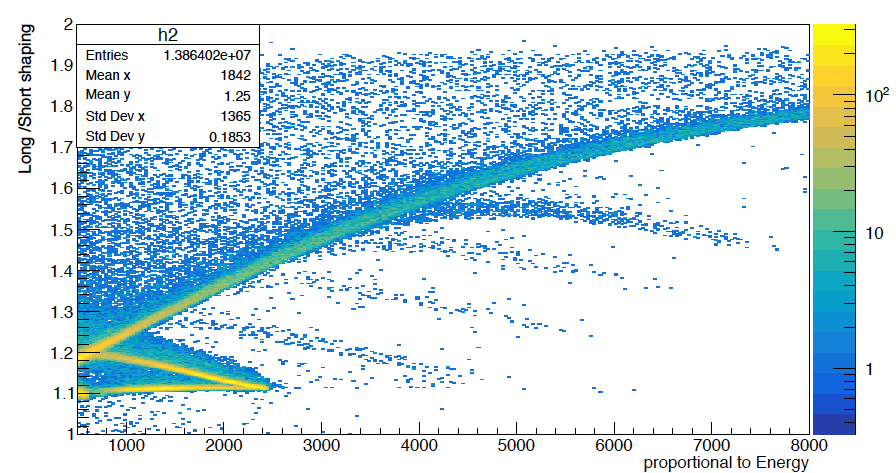 h2
Entries 1.386402e+07
Mean x 1842
Mean y 1.25
Std Dev x 1365
Std Dev y 0.1853
Long /Short shaping
2
1.9
1.8
1.7
1.6
1.5
1.4
1.3
1.2
1.1
1
1000 2000 3000 4000 5000 6000 7000 8000
proportional to Energy
10²
10
1